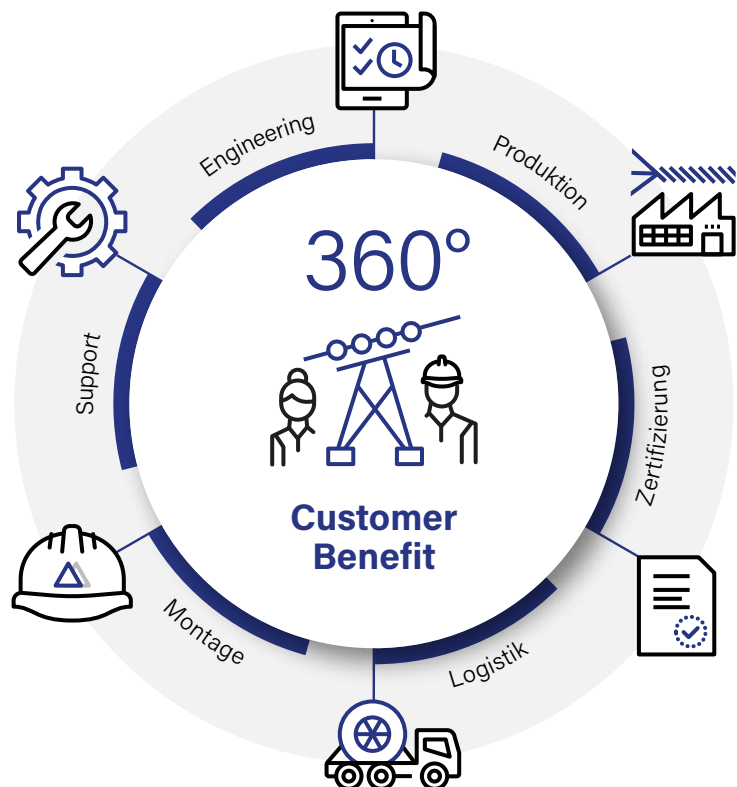 360°
Customer
Benefit
Engineering
Produktion
Zertifizierung
Logistik
Montage
Support